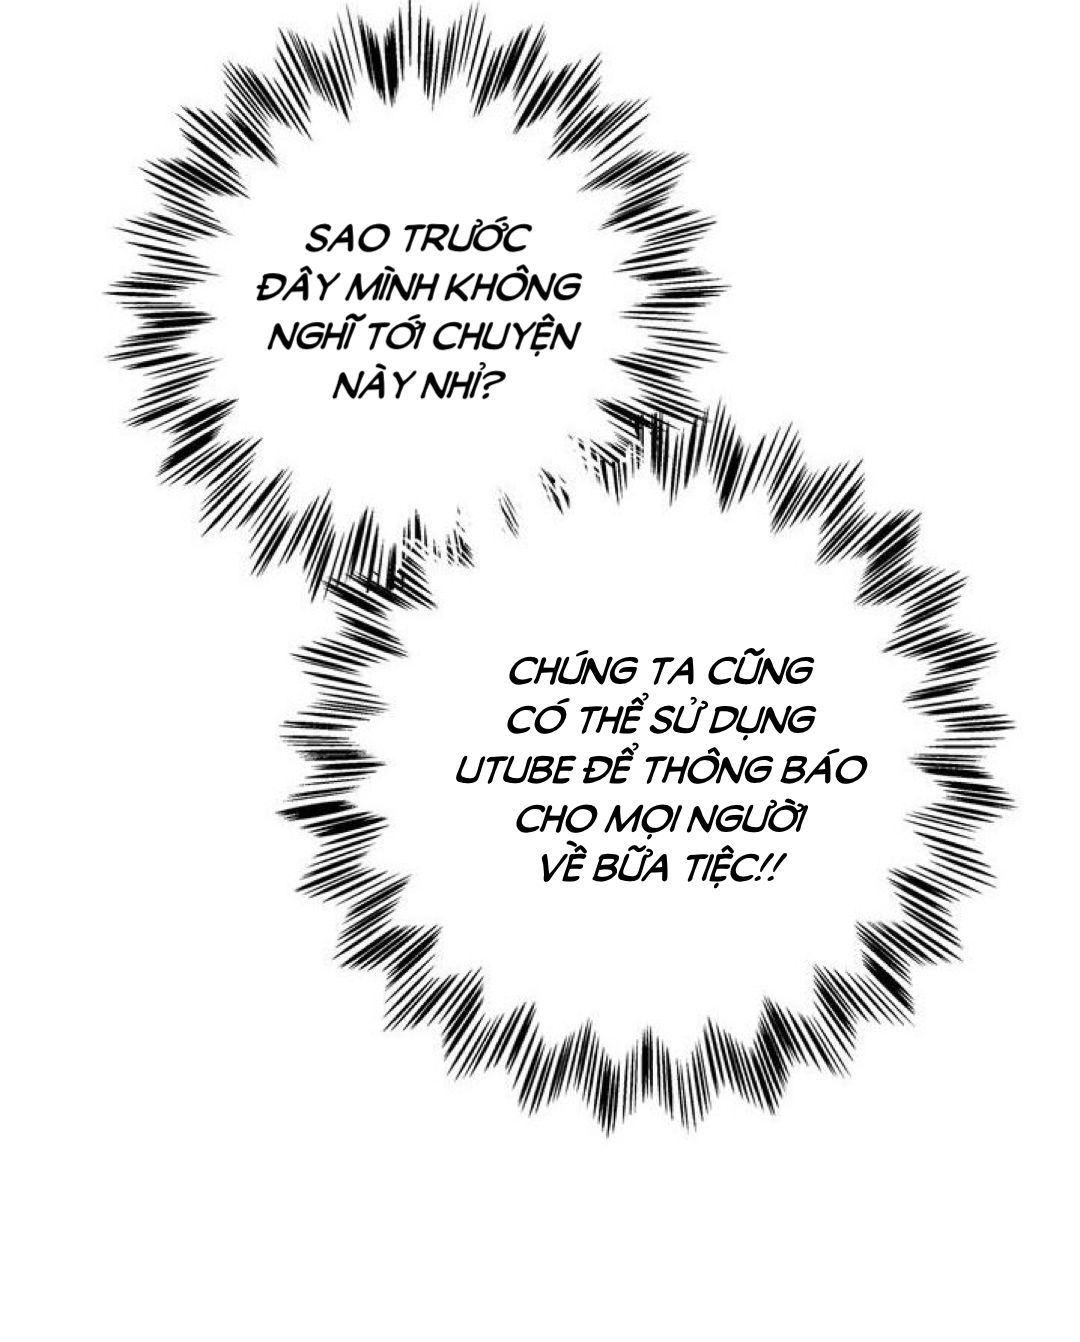 SAO TRƯỚC
ĐÂY MÌNH KHÔNG
NGHĨ TỚI CHUYỆN
NÀY NHỈ?
CHÚNG TA CŨNG
CÓ THỂ SỬ DỤNG
UTUBE ĐỂ THÔNG BÁO
CHO MỌI NGƯỜI
VỀ BỮA TIỆC!!